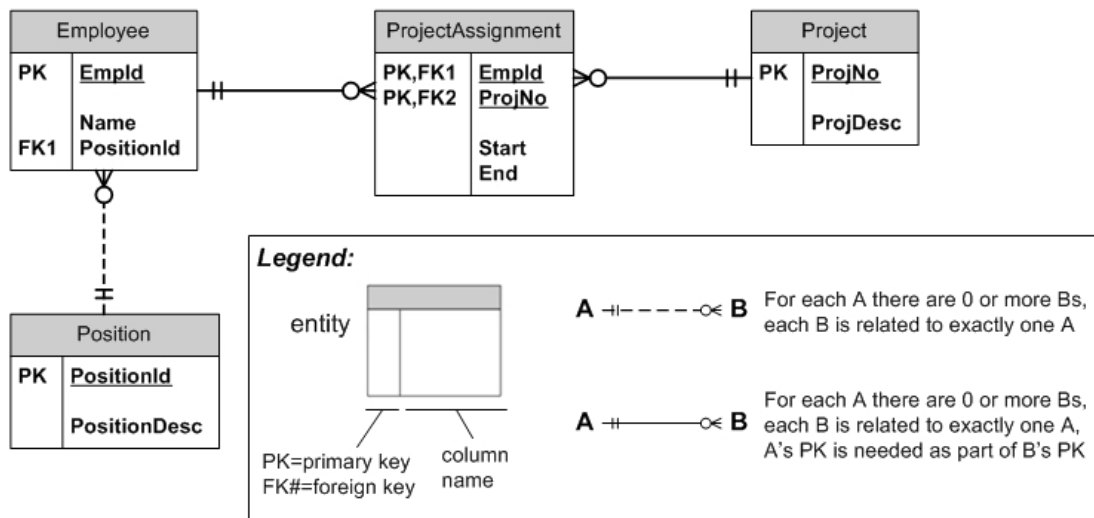 Employee
PK EmpId
Name
FK1 PositionId
ProjectAssignment
PK,FK1 EmpId
PK,FK2 ProjNo
Start
End
Project
PK ProjNo
ProjDesc
Position
PK PositionId
PositionDesc
Legend:
entity
PK=primary key
FK#=foreign key
column
name
A B For each A there are 0 or more Bs,
each B is related to exactly one A
A B For each A there are 0 or more Bs,
each B is related to exactly one A,
A's PK is needed as part of B's PK